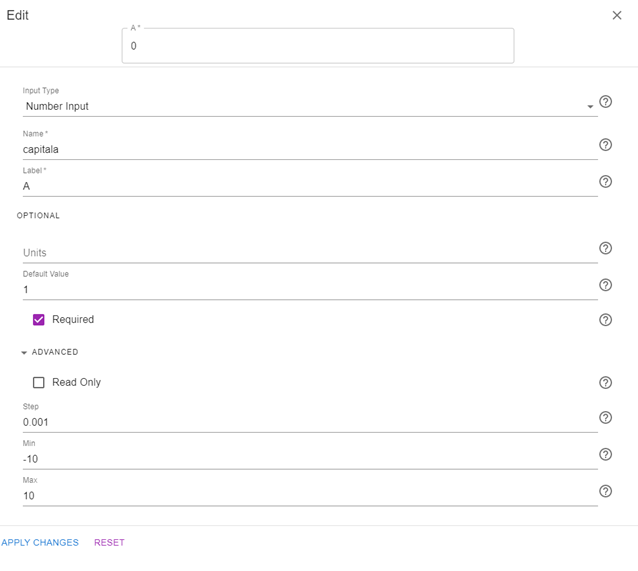 Edit
A *
0
Input Type
Number Input
Name *
capitala
Label *
A
OPTIONAL
Units
Default Value
1
Required
ADVANCED
Read Only
Step
0.001
Min
-10
Max
10
APPLY CHANGES RESET